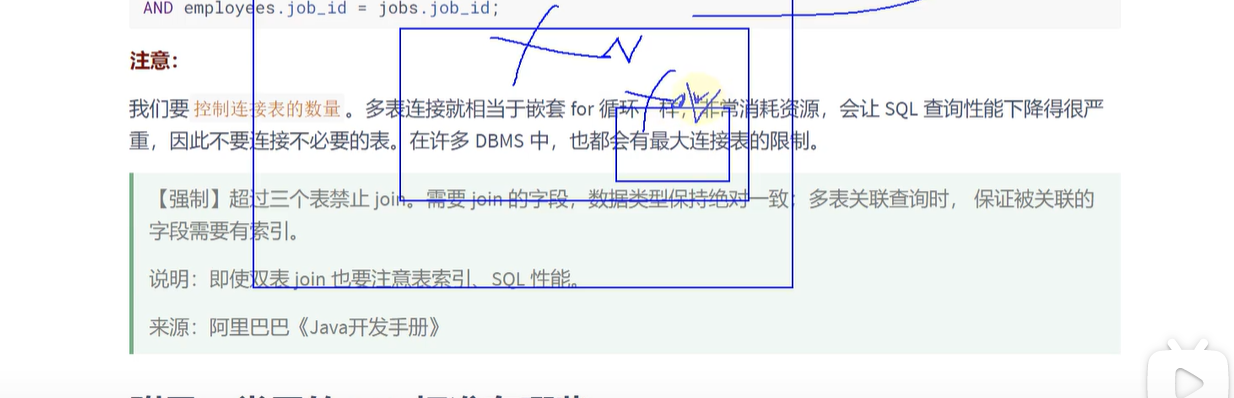 AND employees.job_id = jobs.job_id;
注意：
我们要 控制连接表的数量 。多表连接就相当于嵌套 for 循环一样，非常消耗资源，会让 SQL 查询性能下降得很严
重，因此不要连接不必要的表。在许多 DBMS 中，也都会有最大连接表的限制。
【强制】超过三个表禁止 join。需要 join 的字段，数据类型保持绝对一致；多表关联查询时， 保证被关联的
字段需要有索引。
说明：即使双表 join 也要注意表索引、SQL 性能。
来源：阿里巴巴《Java开发手册》